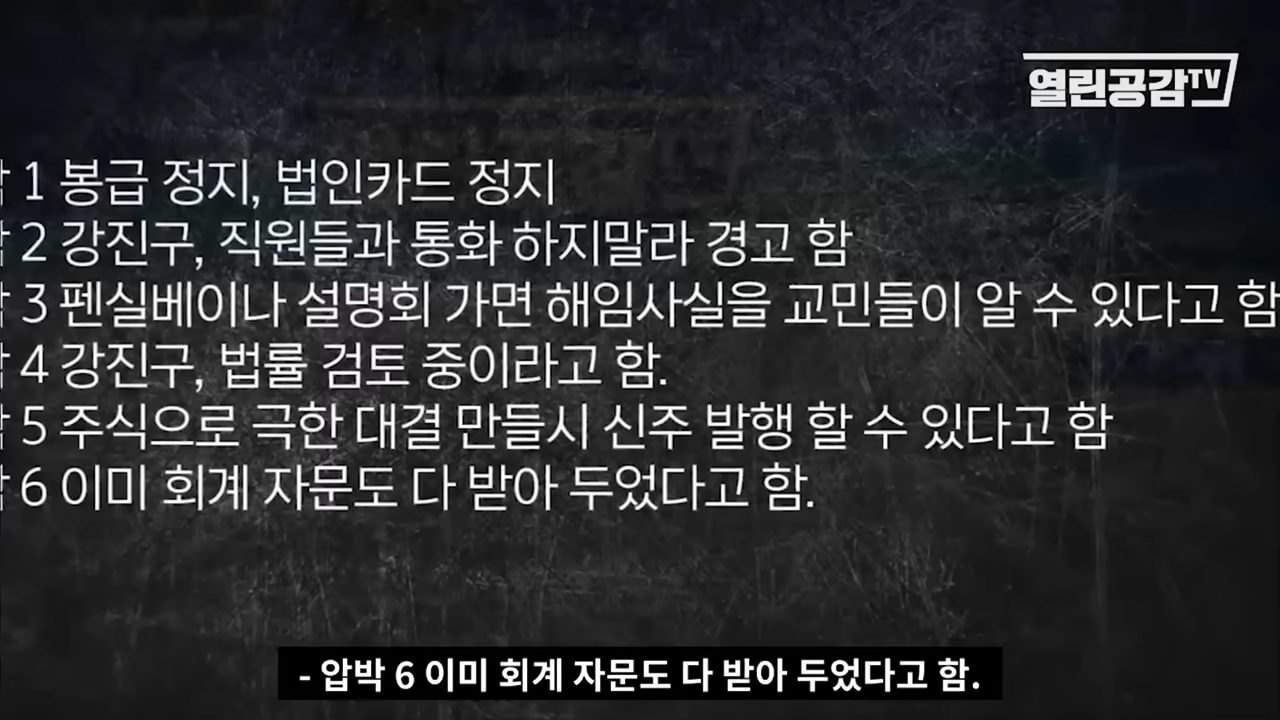 열린공감TV
1 봉급 정지, 법인카드 정지
2 강진구, 직원들과 통화 하지말라 경고 함
3 펜실베이나 설명회 가면 해임사실을 교민들이 알 수 있다고 함
4 강진구, 법률 검토 중이라고 함.
5 주식으로 극한 대결 만들시 신주 발행 할 수 있다고 함
6 이미 회계 자문도 다 받아 두었다고 함.
- 압박 6 이미 회계 자문도 다 받아 두었다고 함.